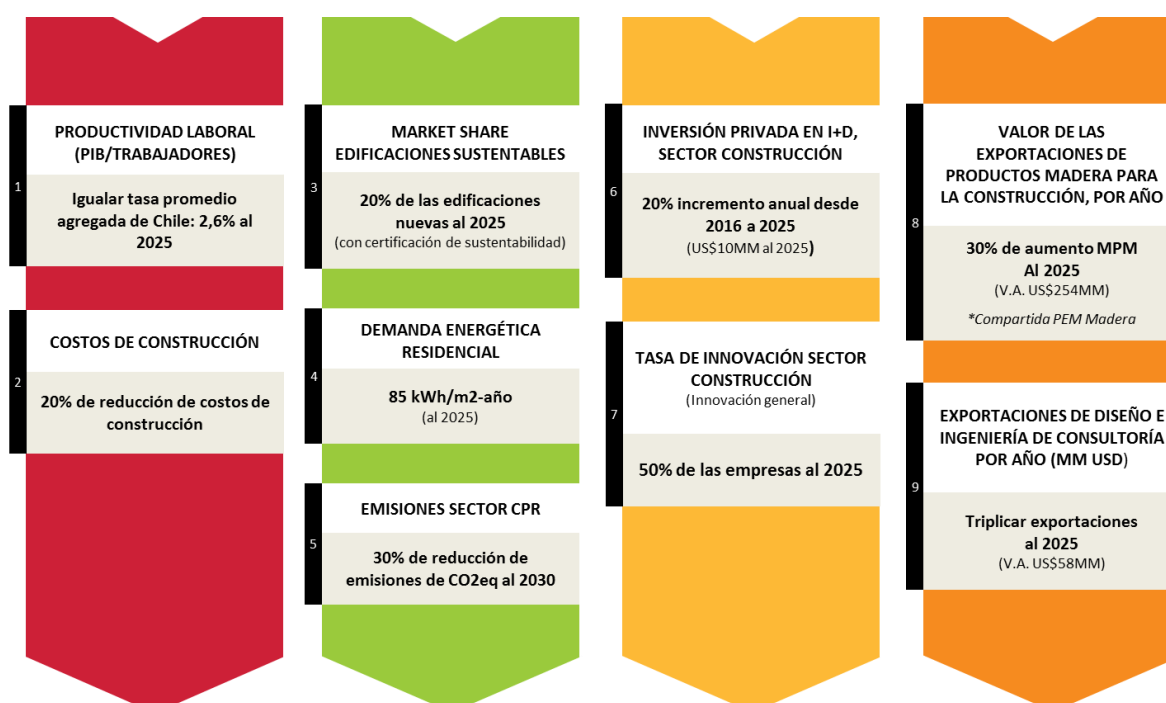 1
PRODUCTIVIDAD LABORAL
(PIB/TRABAJADORES)
Igualar tasa promedio
agregada de Chile: 2,6% al
2025
2
COSTOS DE CONSTRUCCIÓN
20% de reducción de costos de
construcción
3
MARKET SHARE
EDIFICACIONES SUSTENTABLES
20% de las edificaciones
nuevas al 2025
(con certificación de sustentabilidad)
4
DEMANDA ENERGÉTICA
RESIDENCIAL
85 kWh/m2-año
(al 2025)
5
EMISIONES SECTOR CPR
30% de reducción de
emisiones de CO2eq al 2030
6
INVERSIÓN PRIVADA EN I+D,
SECTOR CONSTRUCCIÓN
20% incremento anual desde
2016 a 2025
(US$10MM al 2025)
7
TASA DE INNOVACIÓN SECTOR
CONSTRUCCIÓN
(Innovación general)
50% de las empresas al 2025
8
VALOR DE LAS
EXPORTACIONES DE
PRODUCTOS MADERA PARA
LA CONSTRUCCIÓN, POR AÑO
30% de aumento MPM
Al 2025
(V.A. US$254MM)
*Compartida PEM Madera
9
EXPORTACIONES DE DISEÑO E
INGENIERÍA DE CONSULTORÍA
POR AÑO (MM USD)
Triplicar exportaciones
al 2025
(V.A. US$58MM)